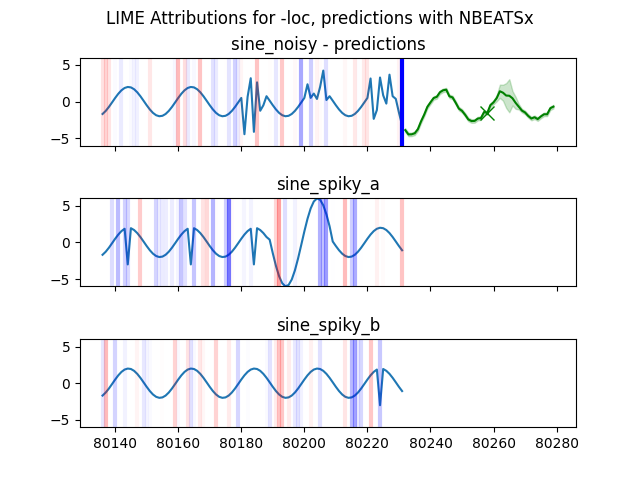 LIME Attributions for -loc, predictions with NBEATSx
sine_noisy - predictions
5
0
−5
sine_spiky_a
5
0
−5
sine_spiky_b
5
0
−5
80140 80160 80180 80200 80220 80240 80260 80280